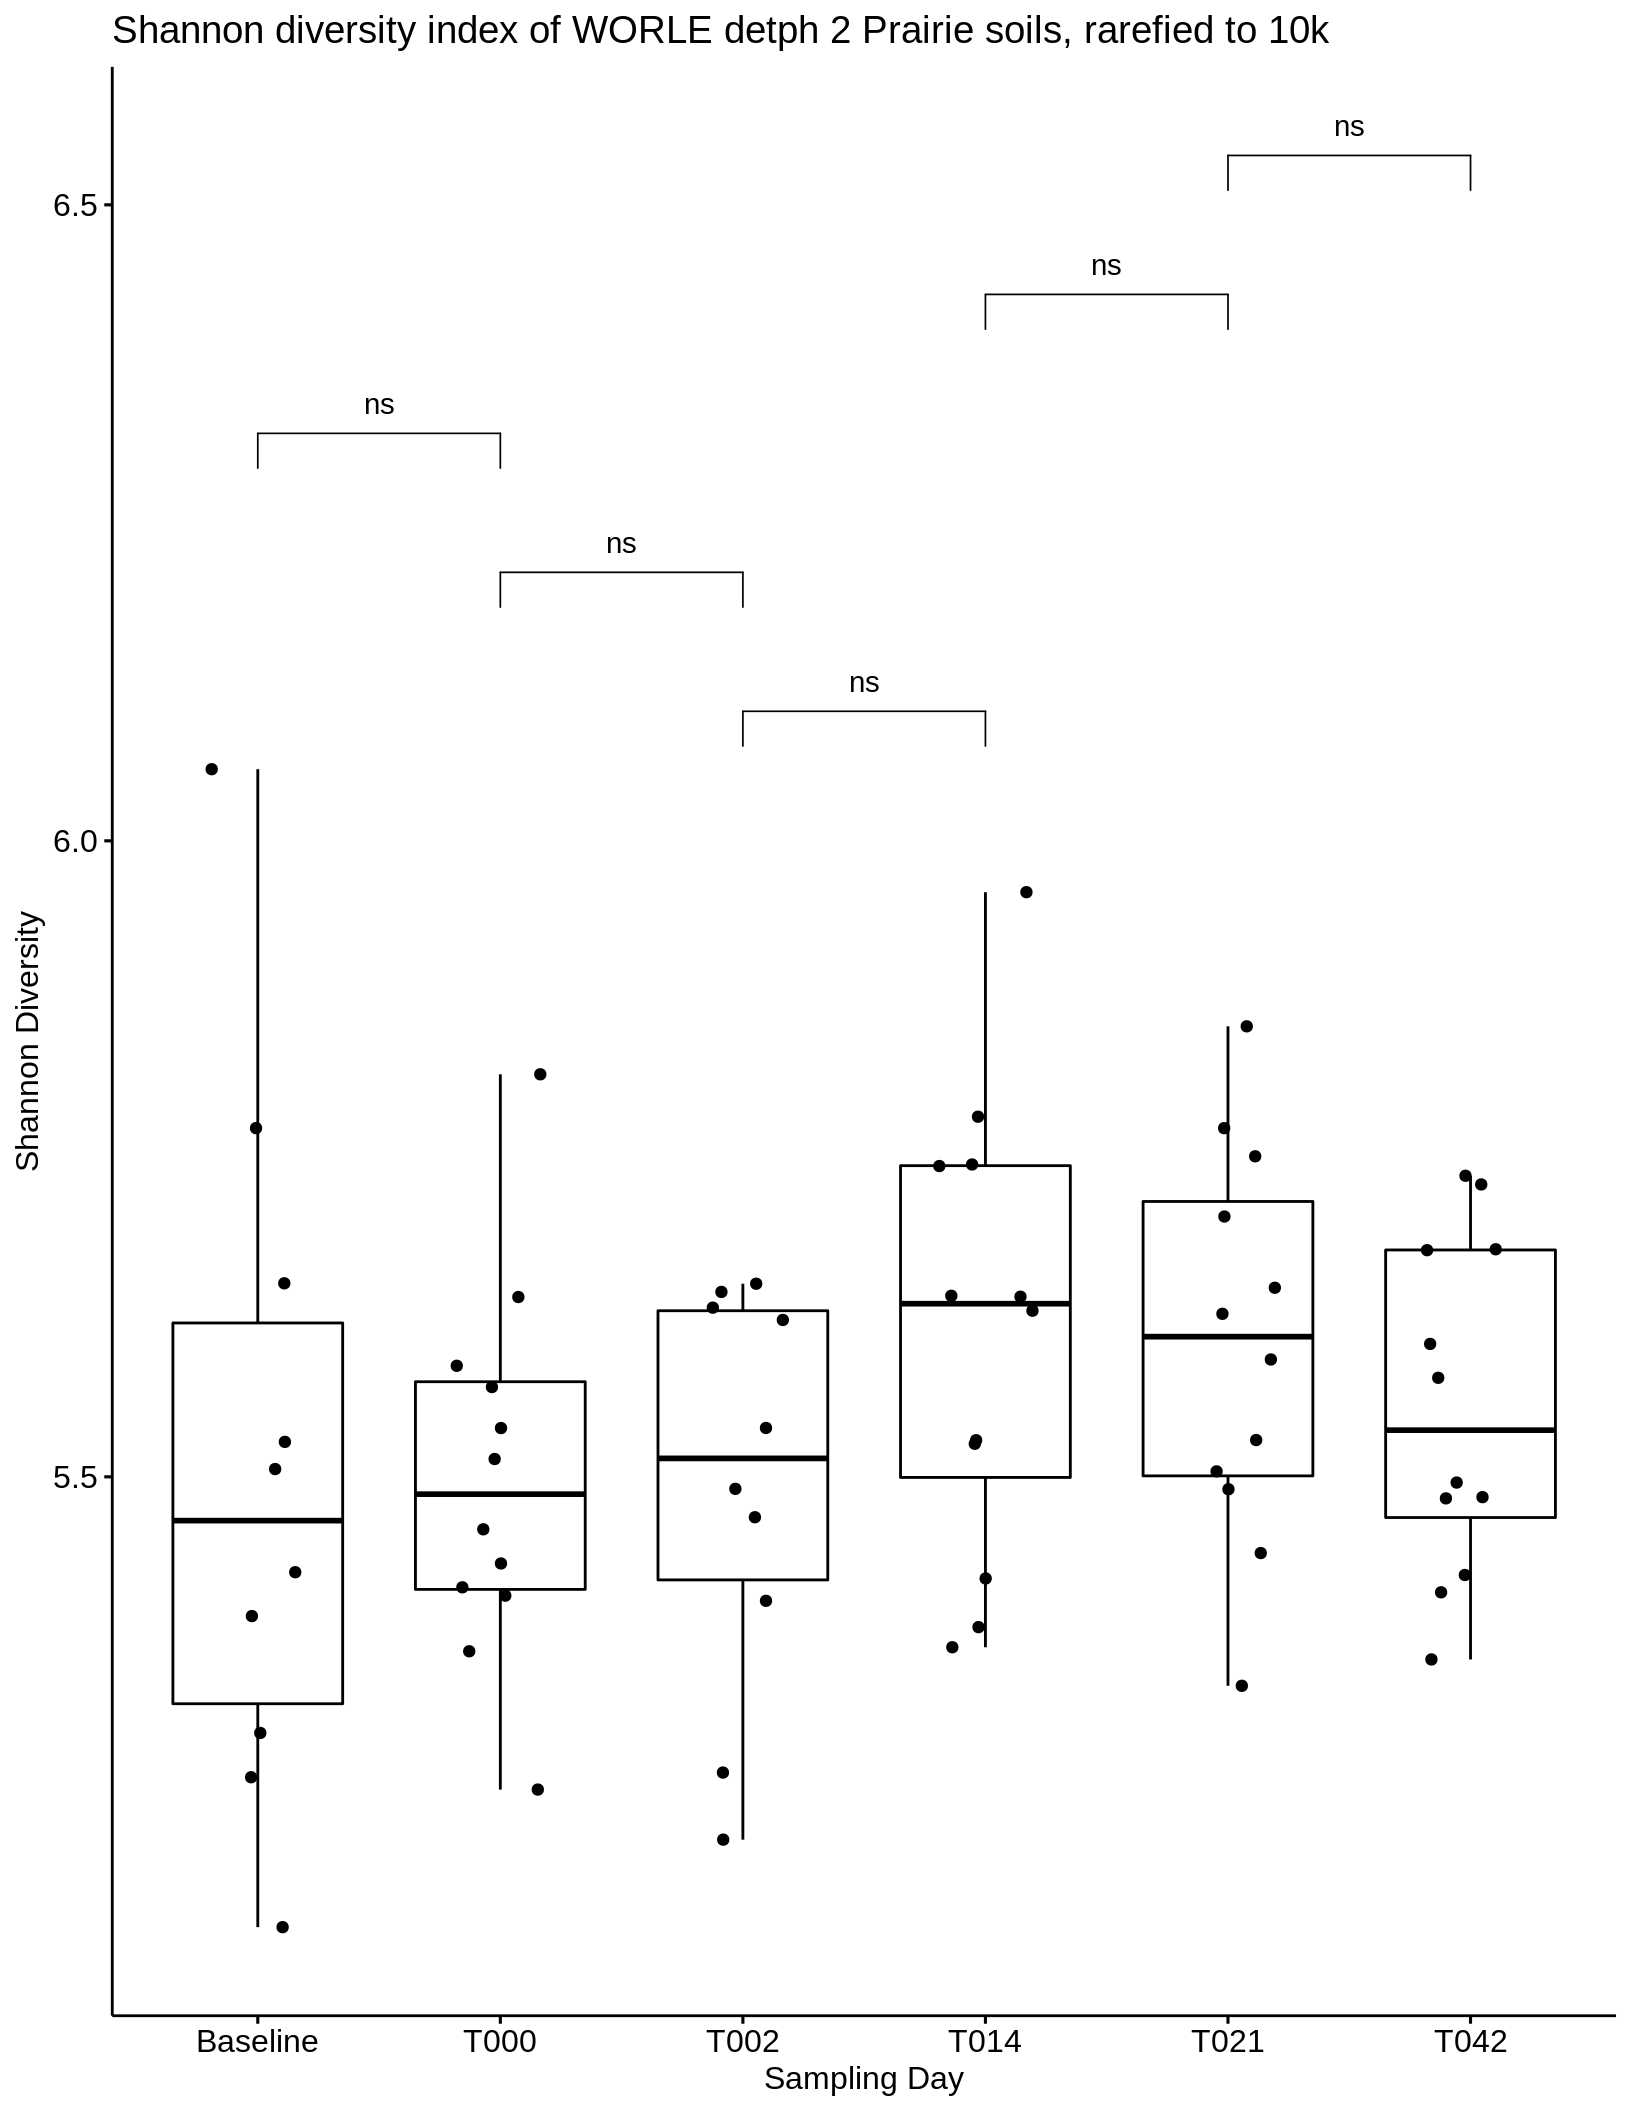 Shannon diversity index of WORLE detph 2 Prairie soils, rarefied to 10k
ns
6.5
ns
ns
ns
ns
6.0
Shannon Diversity
5.5
Baseline T000 T002 T014 T021 T042
Sampling Day